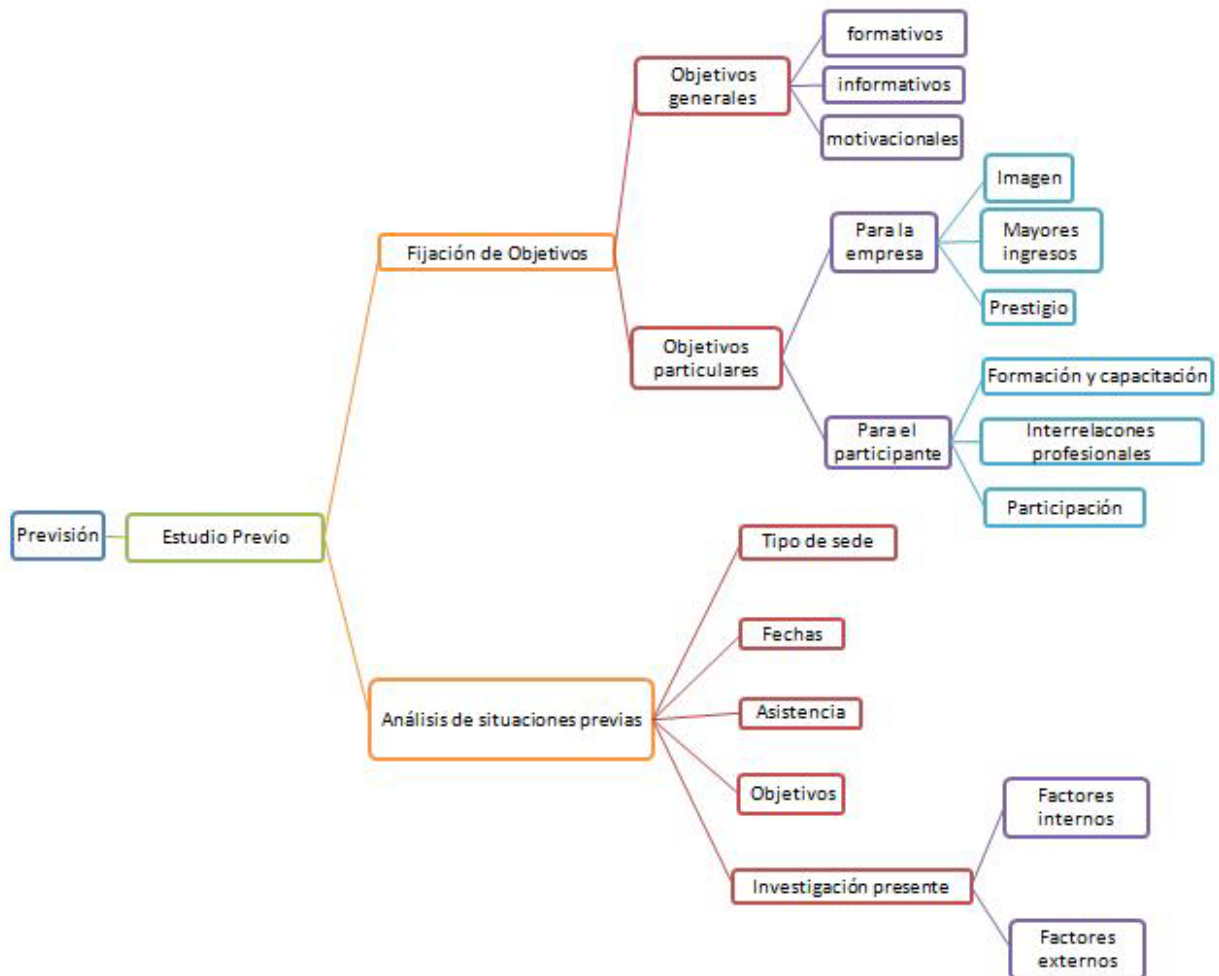 formativos
Objetivos
generales
informativos
motivacionales
Imagen
Para la
empresa
Mayores
ingresos
Fijación de Objetivos
Prestigio
Objetivos
particulares
Formación y capacitación
Para el
participante
Interrelacones
profesionales
Participación
Previsión
Estudio Previo
Tipo de sede
Fechas
Análisis de situaciones previas
Asistencia
Objetivos
Factores
internos
Investigación presente
Factores
externos